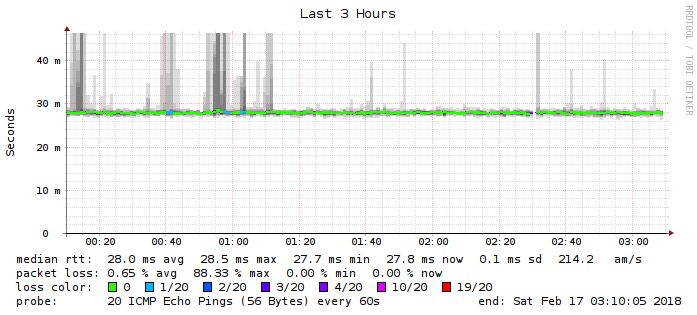 Last 3 Hours
RRDTOOL / TOBI OETIKER
Seconds
40 m
30 m
20 m
10 m
0
00:20 00:40 01:00 01:20 01:40 02:00 02:20 02:40 03:00
median rtt: 28.0 ms avg 28.5 ms max 27.7 ms min 27.8 ms now 0.1 ms sd 214.2 am/s
packet loss: 0.65 % avg 88.33 % max 0.00 % min 0.00 % now
loss color: 0 1/20 2/20 3/20 4/20 10/20 19/20
probe: 20 ICMP Echo Pings (56 Bytes) every 60s end: Sat Feb 17 03:10:05 2018